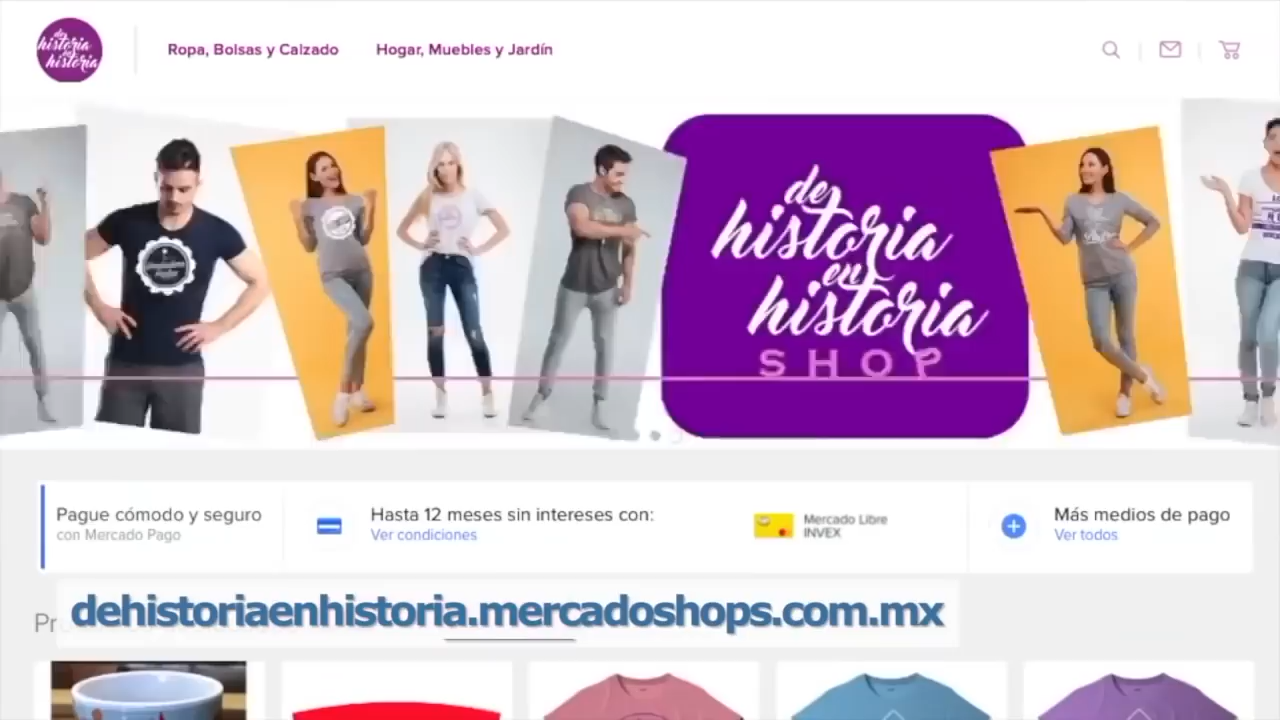 de
historia
en
historia
Ropa, Bolsas y Calzado
Hogar, Muebles y Jardín
de
historia
en
historia
SHOP
Pague cómodo y seguro
con Mercado Pago
Hasta 12 meses sin intereses con:
Ver condiciones
Mercado Libre
INVEX
Más medios de pago
Ver todos
dehistoriaenhistoria.mercadoshops.com.mx